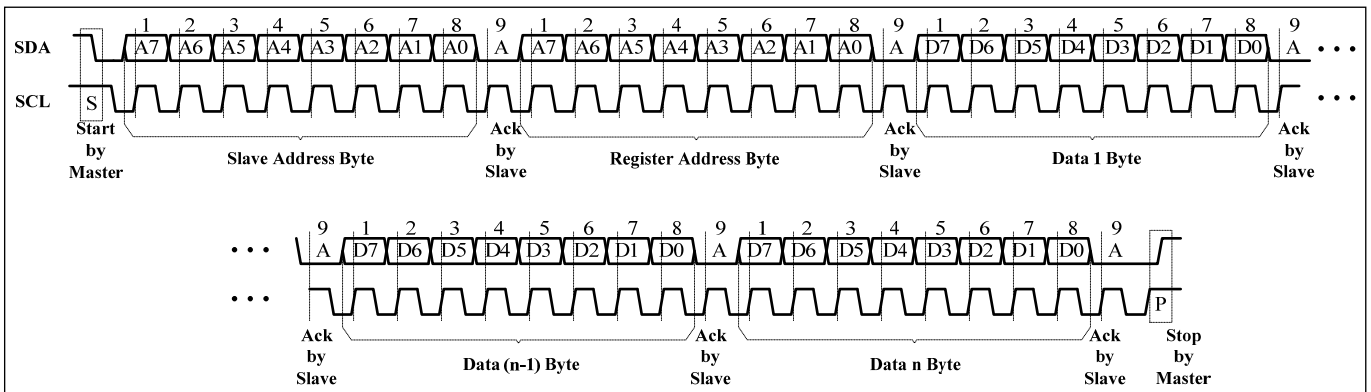 1 2 3 4 5 6 7 8 9 1 2 3 4 5 6 7 8 9 1 2 3 4 5 6 7 8 9
SDA A7 A6 A5 A4 A3 A2 A1 A0 A A7 A6 A5 A4 A3 A2 A1 A0 A D7 D6 D5 D4 D3 D2 D1 D0 A • • •
SCL S • • •
Start by Master
Slave Address Byte
Ack by Slave
Register Address Byte
Ack by Slave
Data 1 Byte
Ack by Slave
9 1 2 3 4 5 6 7 8 9 1 2 3 4 5 6 7 8 9
• • • A D7 D6 D5 D4 D3 D2 D1 D0 A D7 D6 D5 D4 D3 D2 D1 D0 A
• • • P
Ack by Slave
Data (n-1) Byte
Ack by Slave
Data n Byte
Ack by Slave
Stop by Master